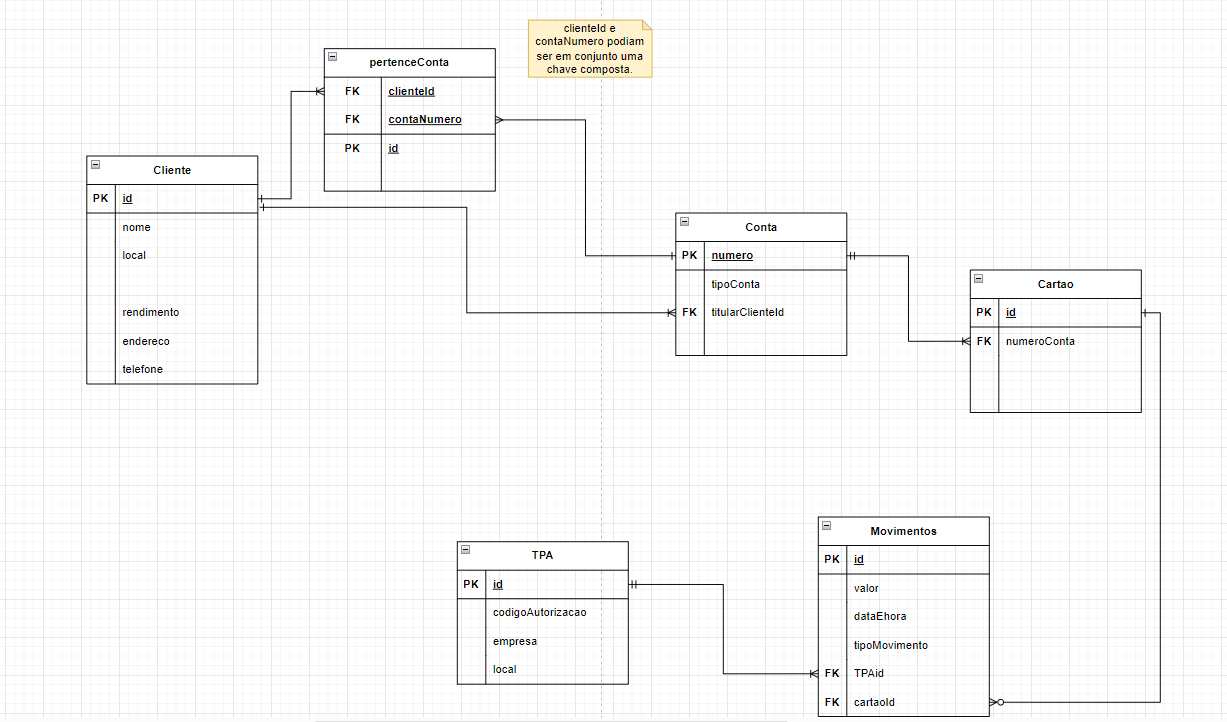 clienteId e
contaNumero podiam
ser em conjunto uma
chave composta.
pertenceConta
FK clienteId
FK contaNumero
PK id
Cliente
PK id
nome
local
rendimento
endereco
telefone
Conta
PK numero
tipoConta
FK titularClienteId
Cartao
PK id
FK numeroConta
TPA
PK id
codigoAutorizacao
empresa
local
Movimentos
PK id
valor
dataEhora
tipoMovimento
FK TPAid
FK cartaoId